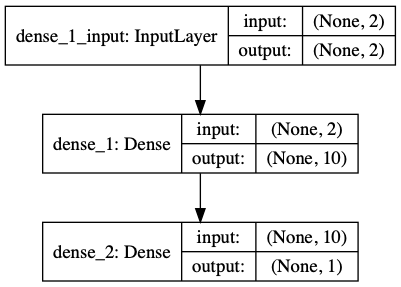 dense_1_input: InputLayer
input: (None, 2)
output: (None, 2)
dense_1: Dense
input: (None, 2)
output: (None, 10)
dense_2: Dense
input: (None, 10)
output: (None, 1)